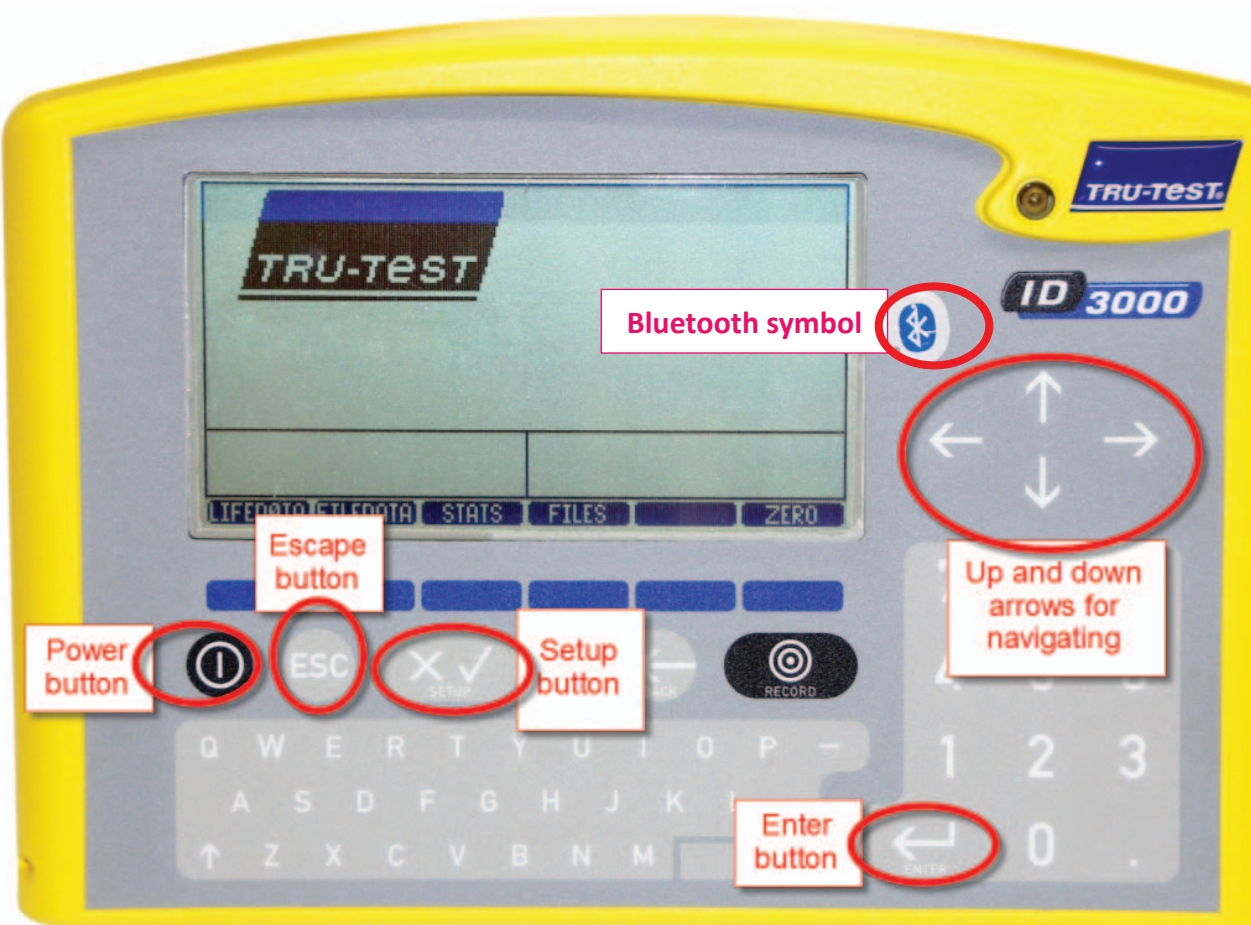 TRU-TEST.
TRU-TEST
ID 3000
Bluetooth symbol
FILEDATA STATS FILES ZERO
Escape
button
Up and down
arrows for
navigating
Power
button
ESC
SETUP
Setup
button
RECORD
Q W E R T Y U I O P -
1 2 3
A S D F G H J K
Enter
button
Z X C V B N M
ENTER
0 .